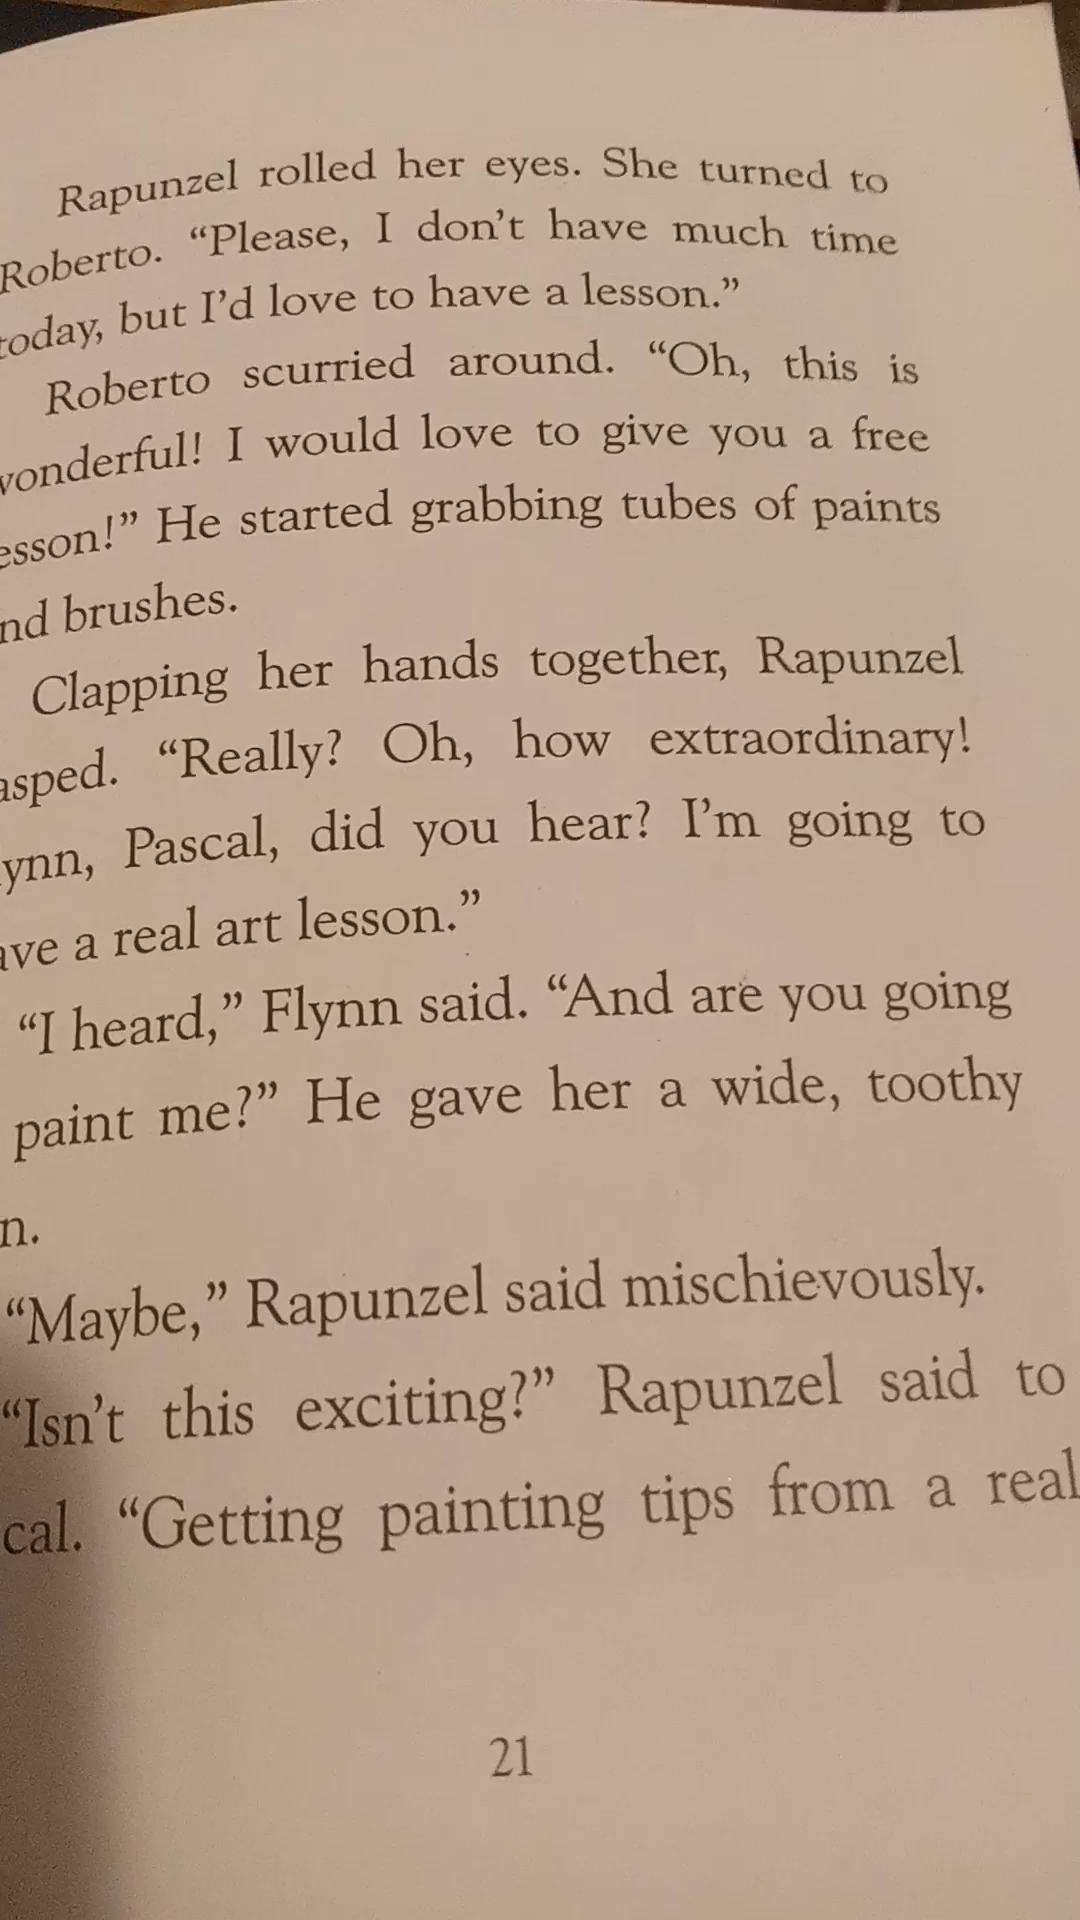 Rapunzel rolled her eyes. She turned to
Roberto. “Please, I don’t have much time
today, but I’d love to have a lesson.”
Roberto scurried around. “Oh, this is
wonderful! I would love to give you a free
esson!” He started grabbing tubes of paints
nd brushes.
Clapping her hands together, Rapunzel
asped. “Really? Oh, how extraordinary!
lynn, Pascal, did you hear? I’m going to
ave a real art lesson.”
“I heard,” Flynn said. “And are you going
paint me?” He gave her a wide, toothy
n.
“Maybe,” Rapunzel said mischievously.
“Isn’t this exciting?” Rapunzel said to
cal. “Getting painting tips from a real
21